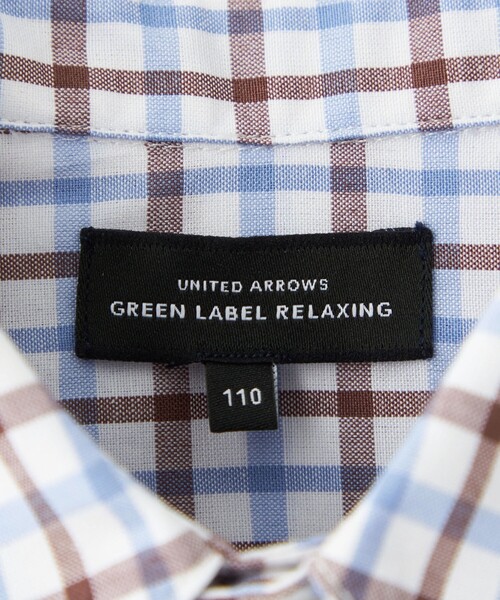 UNITED ARROWS
GREEN LABEL RELAXING
110